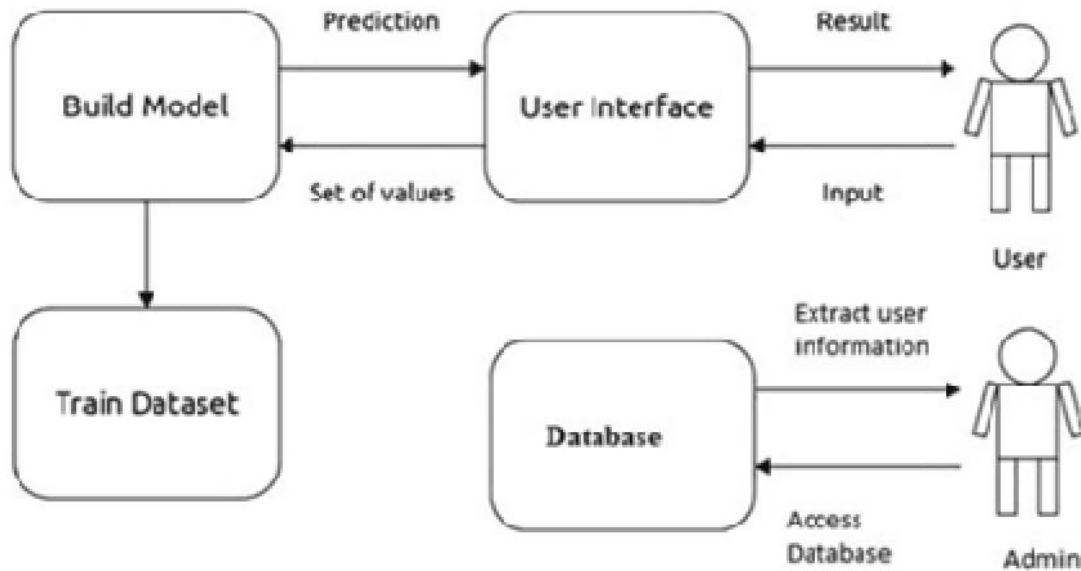 Prediction
Result
Build Model
User Interface
Set of values
Input
User
Extract user
Information
Train Dataset
Database
Access
Database
Admin